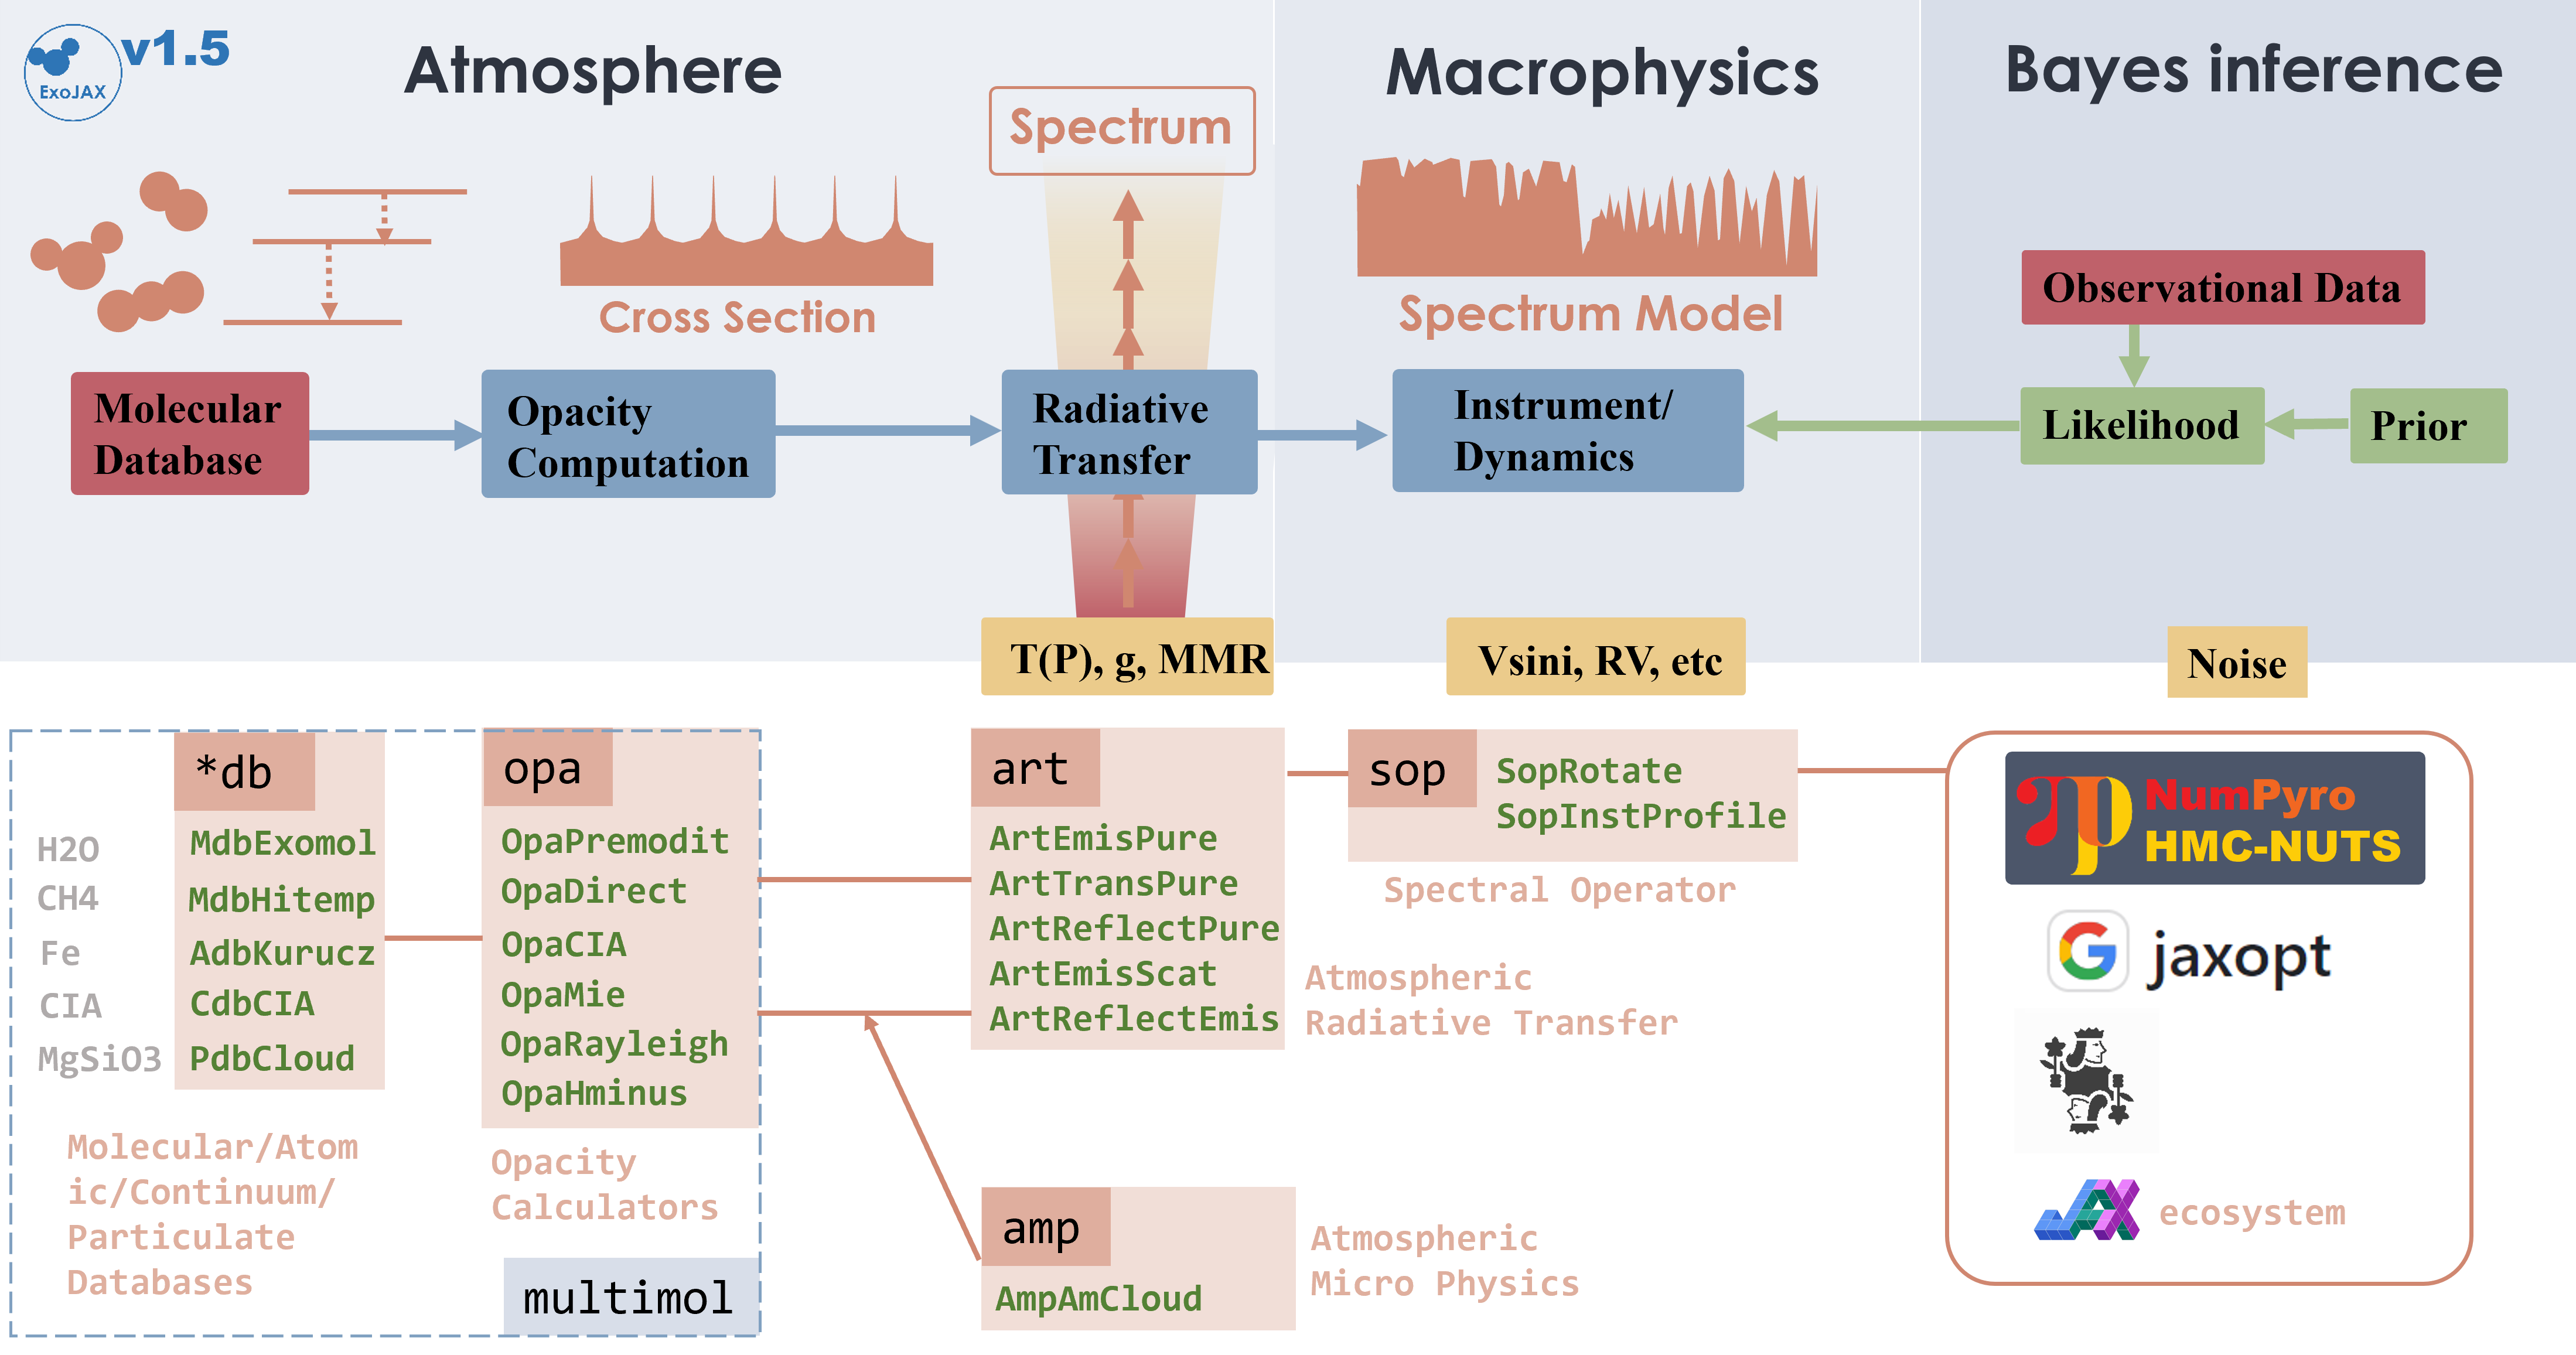 ExoJAX
v1.5
Atmosphere
Macrophysics
Bayes inference
Spectrum
Cross Section
Spectrum Model
Observational Data
Molecular
Database
Opacity
Computation
Radiative
Transfer
Instrument/
Dynamics
Likelihood
Prior
T(P), g, MMR
Vsini, RV, etc
Noise
H2O
CH4
Fe
CIA
MgSiO3
*db
MdbExomol
MdbHitemp
AdbKurucz
CdbCIA
PdbCloud
Molecular/Atom
ic/Continuum/
Particulate
Databases
opa
OpaPremodit
OpaDirect
OpaCIA
OpaMie
OpaRayleigh
OpaHminus
Opacity
Calculators
multimol
art
ArtEmisPure
ArtTransPure
ArtReflectPure
ArtEmisScat
ArtReflectEmis
Atmospheric
Radiative Transfer
sop
SopRotate
SopInstProfile
Spectral Operator
amp
AmpAmCloud
Atmospheric
Micro Physics
NumPyro
HMC-NUTS
G jaxopt
JAX ecosystem